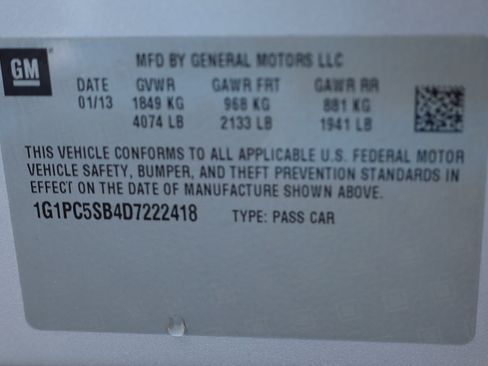 GM
MFD BY GENERAL MOTORS LLC
DATE GVWR GAWR FRT GAWR RR
01/13 1849 KG 968 KG 881 KG
4074 LB 2133 LB 1941 LB
THIS VEHICLE CONFORMS TO ALL APPLICABLE U.S. FEDERAL MOTOR
VEHICLE SAFETY, BUMPER, AND THEFT PREVENTION STANDARDS IN
EFFECT ON THE DATE OF MANUFACTURE SHOWN ABOVE.
1G1PC5SB4D7222418 TYPE: PASS CAR